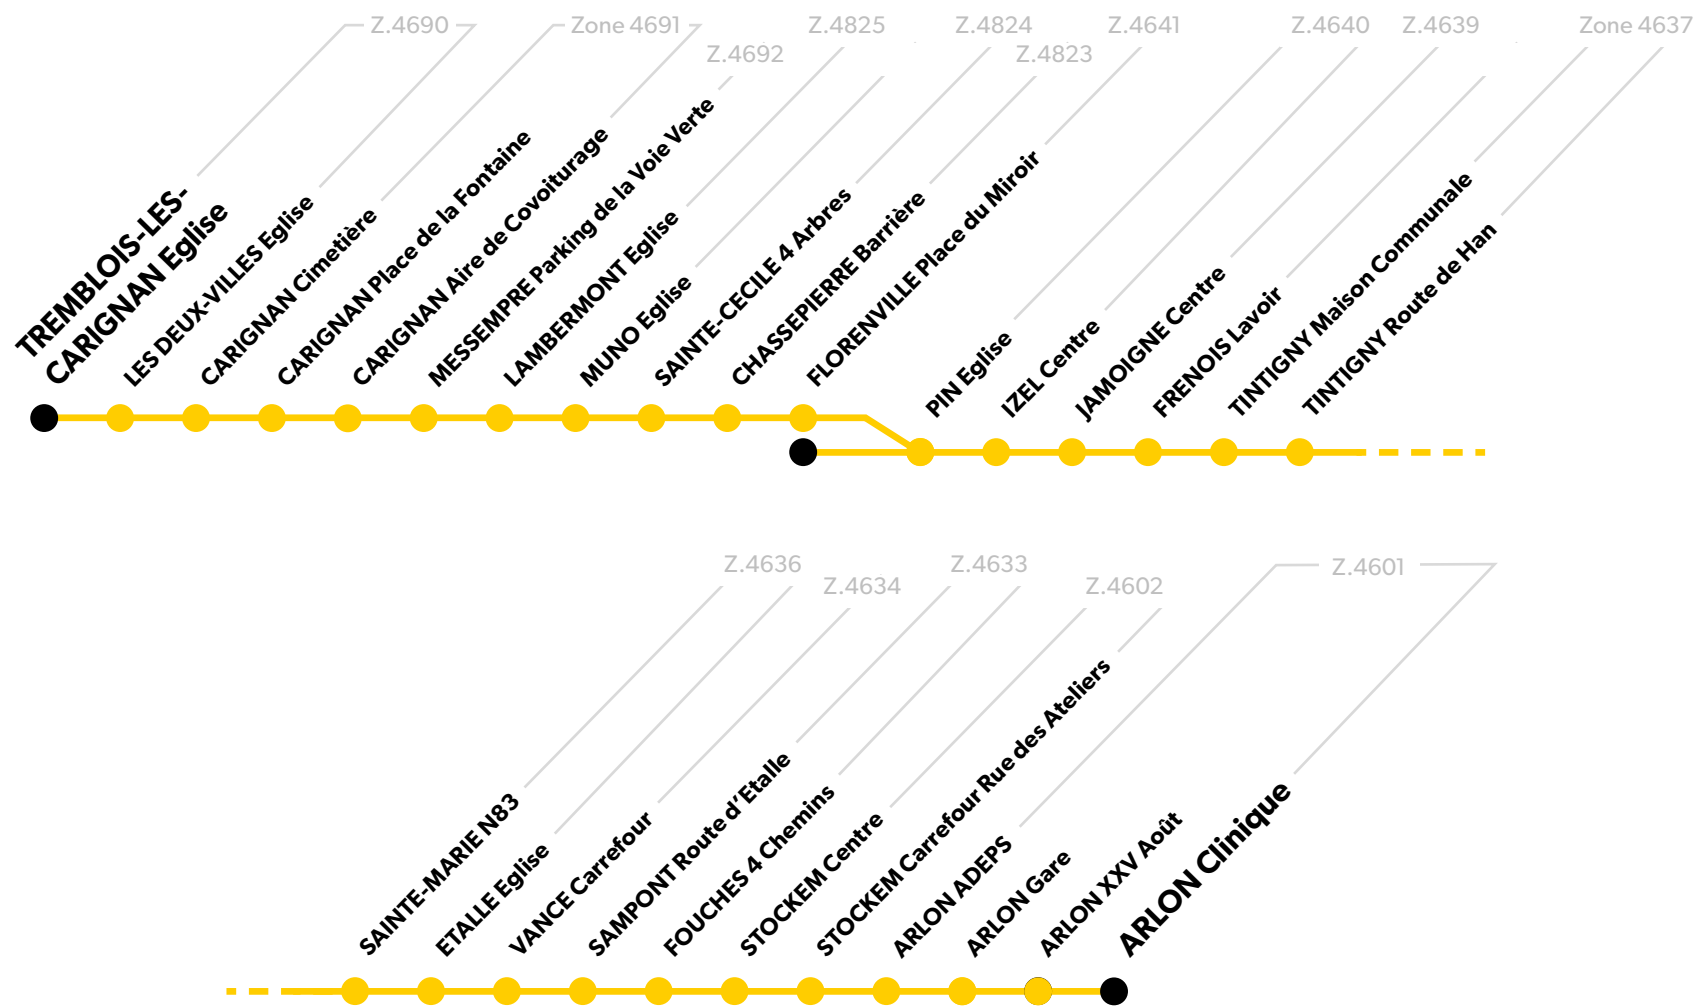 Z.4690
Zone 4691
Z.4692
Z.4825
Z.4824
Z.4823
Z.4641
Z.4640
Z.4639
Zone 4637
TREMBLOIS-LES-
CARIGNAN Eglise
LES DEUX-VILLES Eglise
CARIGNAN Cimetière
CARIGNAN Place de la Fontaine
CARIGNAN Aire de Covoiturage
MESSEMPRE Parking de la Voie Verte
LAMBERMONT Eglise
MUNO Eglise
SAINTE-CECILE 4 Arbres
CHASSEPIERRE Barrière
FLORENVILLE Place du Miroir
PIN Eglise
IZEL Centre
JAMOIGNE Centre
FRENOIS Lavoir
TINTIGNY Maison Communale
TINTIGNY Route de Han
Z.4636
Z.4634
Z.4633
Z.4602
Z.4601
SAINTE-MARIE N83
ETALLE Eglise
VANCE Carrefour
SAMPONT Route d'Etalle
FOUCHES 4 Chemins
STOCKEM Centre
STOCKEM Carrefour Rue des Ateliers
ARLON ADEPS
ARLON Gare
ARLON XXV Août
ARLON Clinique